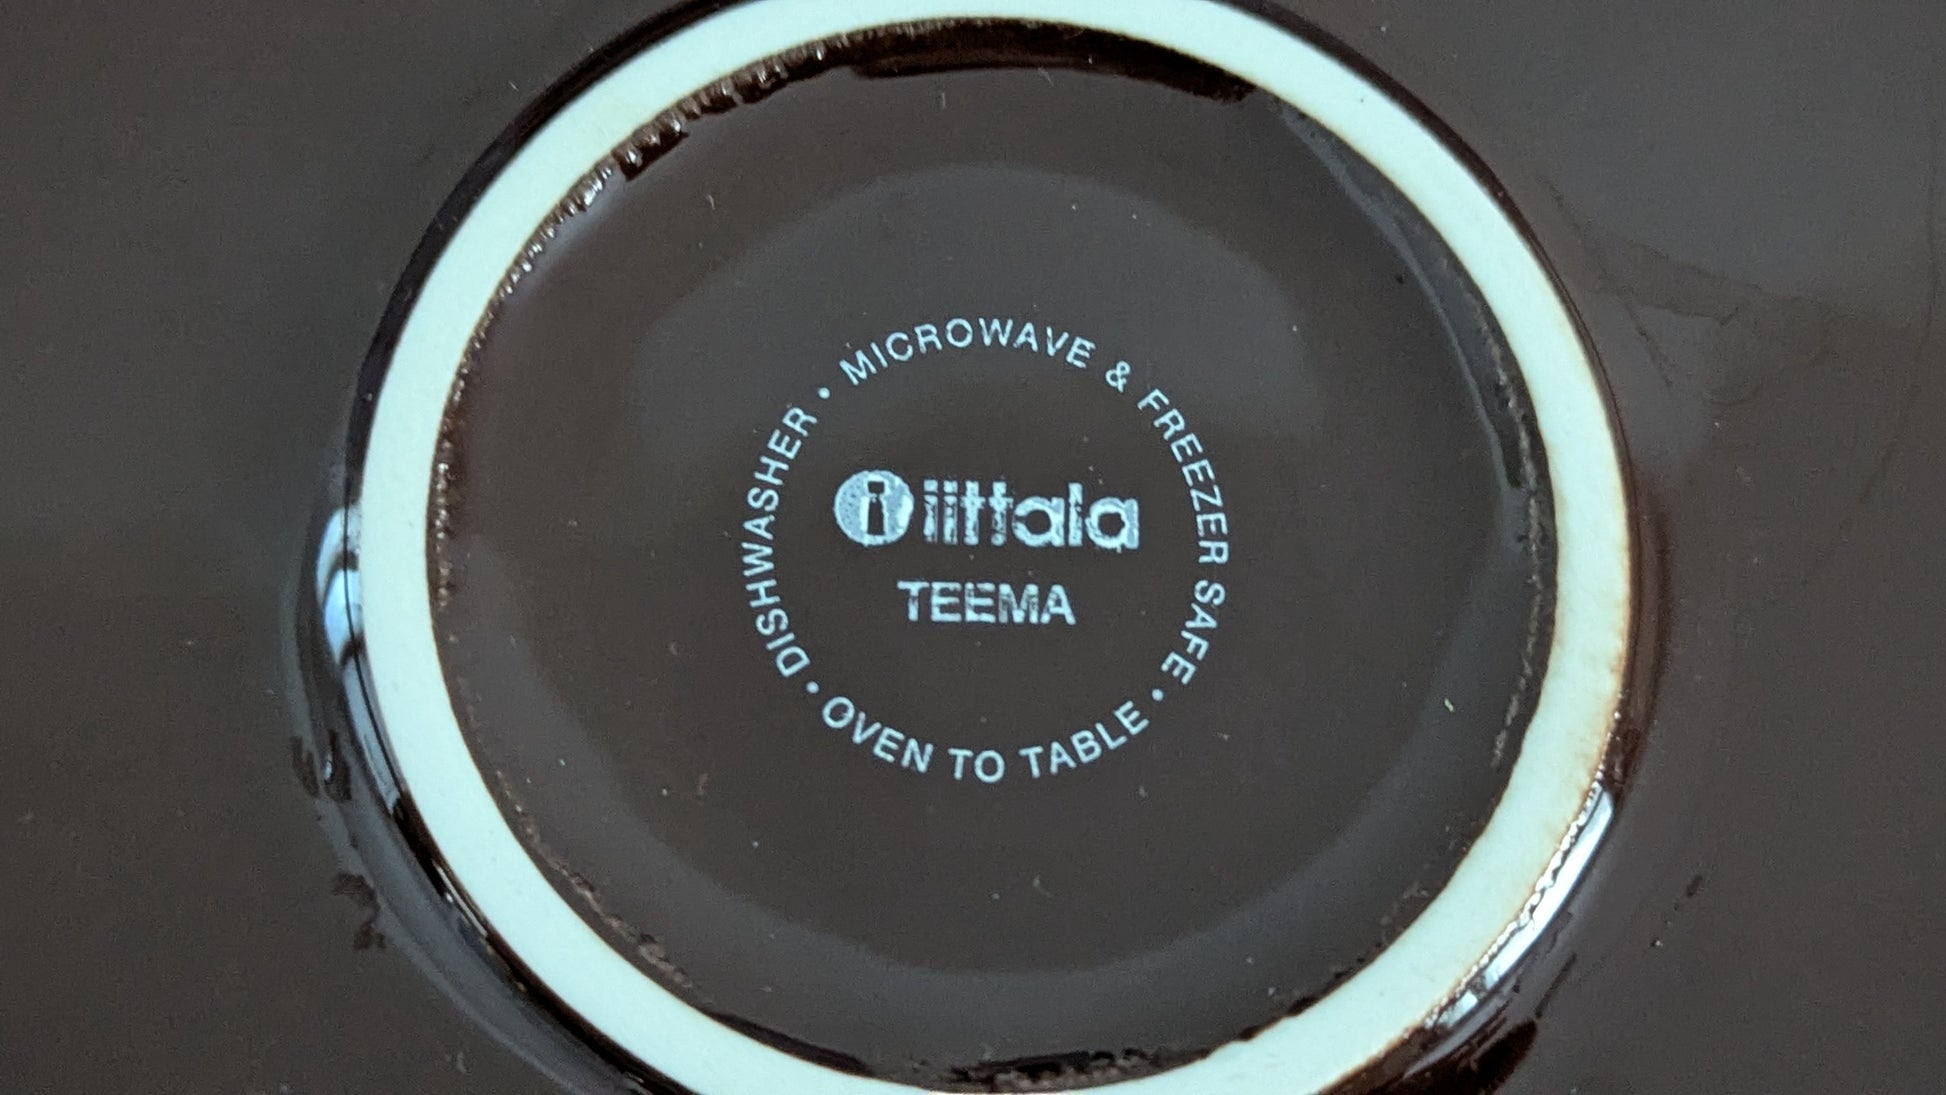 DISHWASHER • MICROWAVE & FREEZER SAFE • OVEN TO TABLE •
i iittala
TEEMA